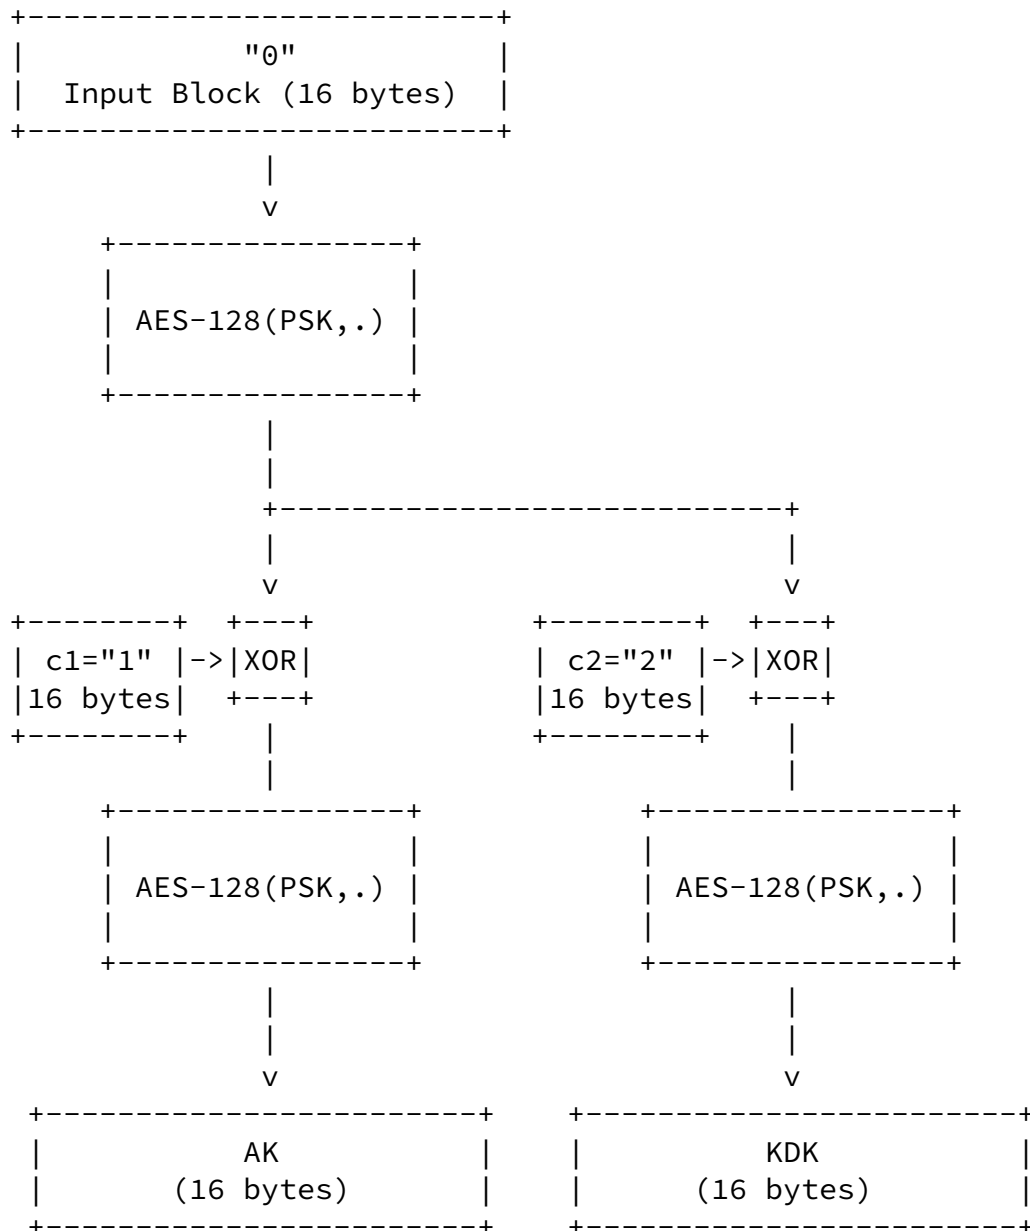 "0"
Input Block (16 bytes)
AES-128(PSK,.)
c1="1" ->|XOR| c2="2" ->|XOR|
16 bytes 16 bytes
AES-128(PSK,.) AES-128(PSK,.)
AK KDK
(16 bytes) (16 bytes)